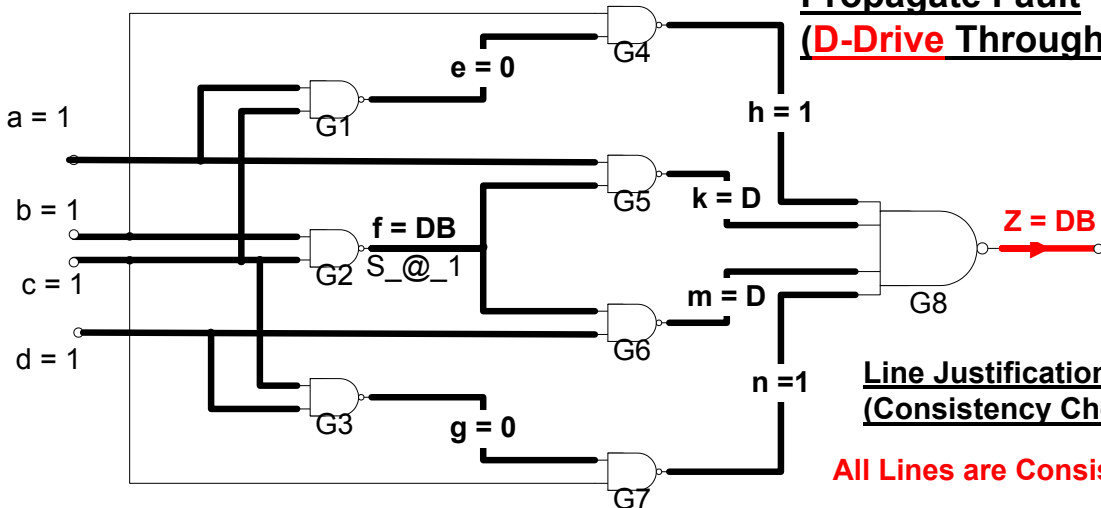 Propagate Fault
(D-Drive Through
G4
e = 0
a = 1
G1
h = 1
b = 1
G5
k = D
f = DB
Z = DB
G2
S_@_1
c = 1
m = D
G8
d = 1
G6
n =1
Line Justification
(Consistency Che
G3
g = 0
All Lines are Consis
G7